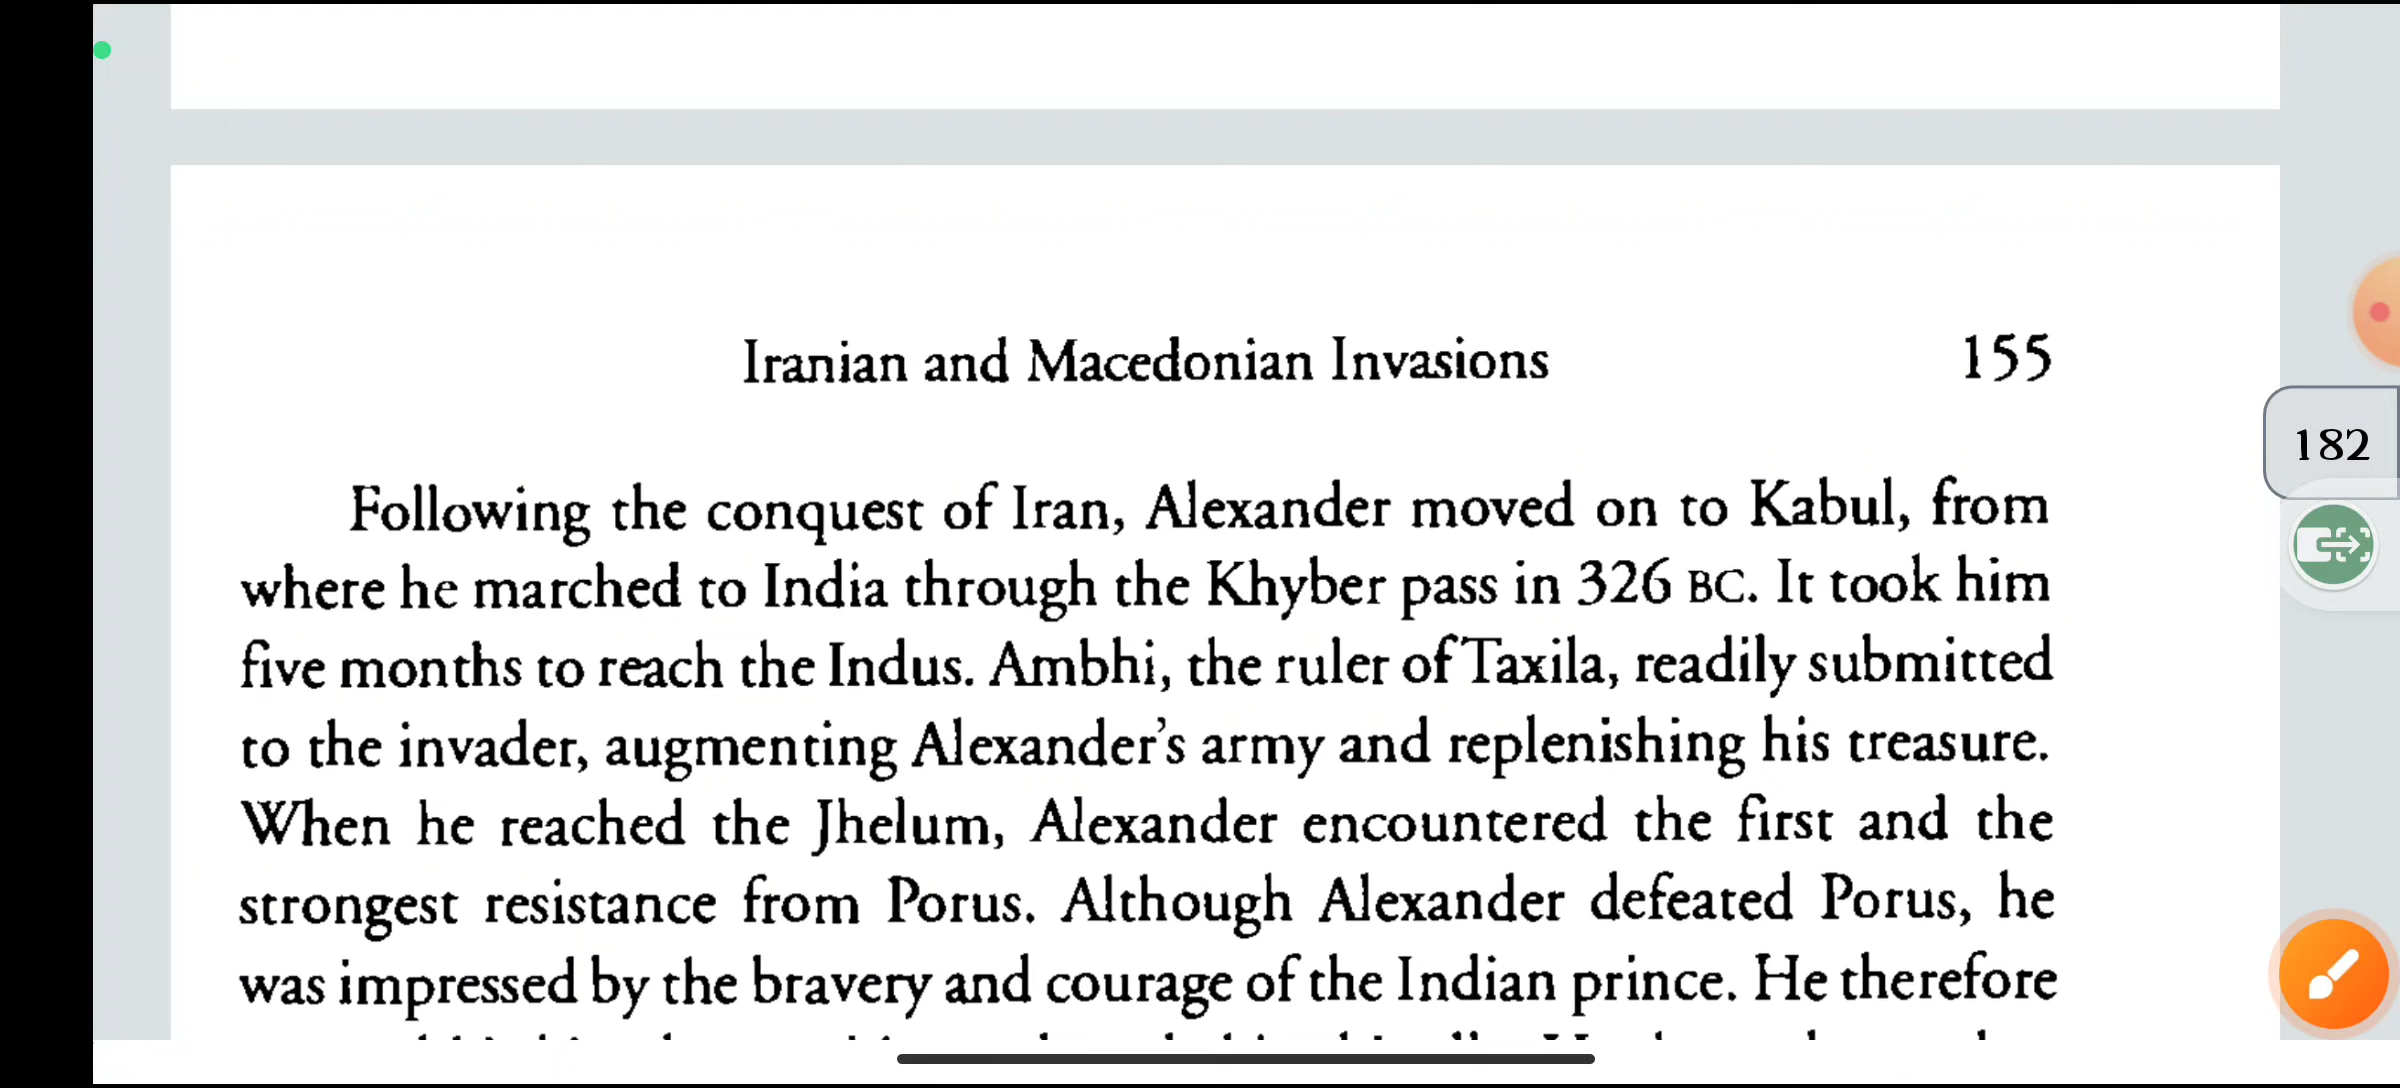 Iranian and Macedonian Invasions 155
182
Following the conquest of Iran, Alexander moved on to Kabul, from
where he marched to India through the Khyber pass in 326 BC. It took him
five months to reach the Indus. Ambhi, the ruler of Taxila, readily submitted
to the invader, augmenting Alexander's army and replenishing his treasure.
When he reached the Jhelum, Alexander encountered the first and the
strongest resistance from Porus. Although Alexander defeated Porus, he
was impressed by the bravery and courage of the Indian prince. He therefore